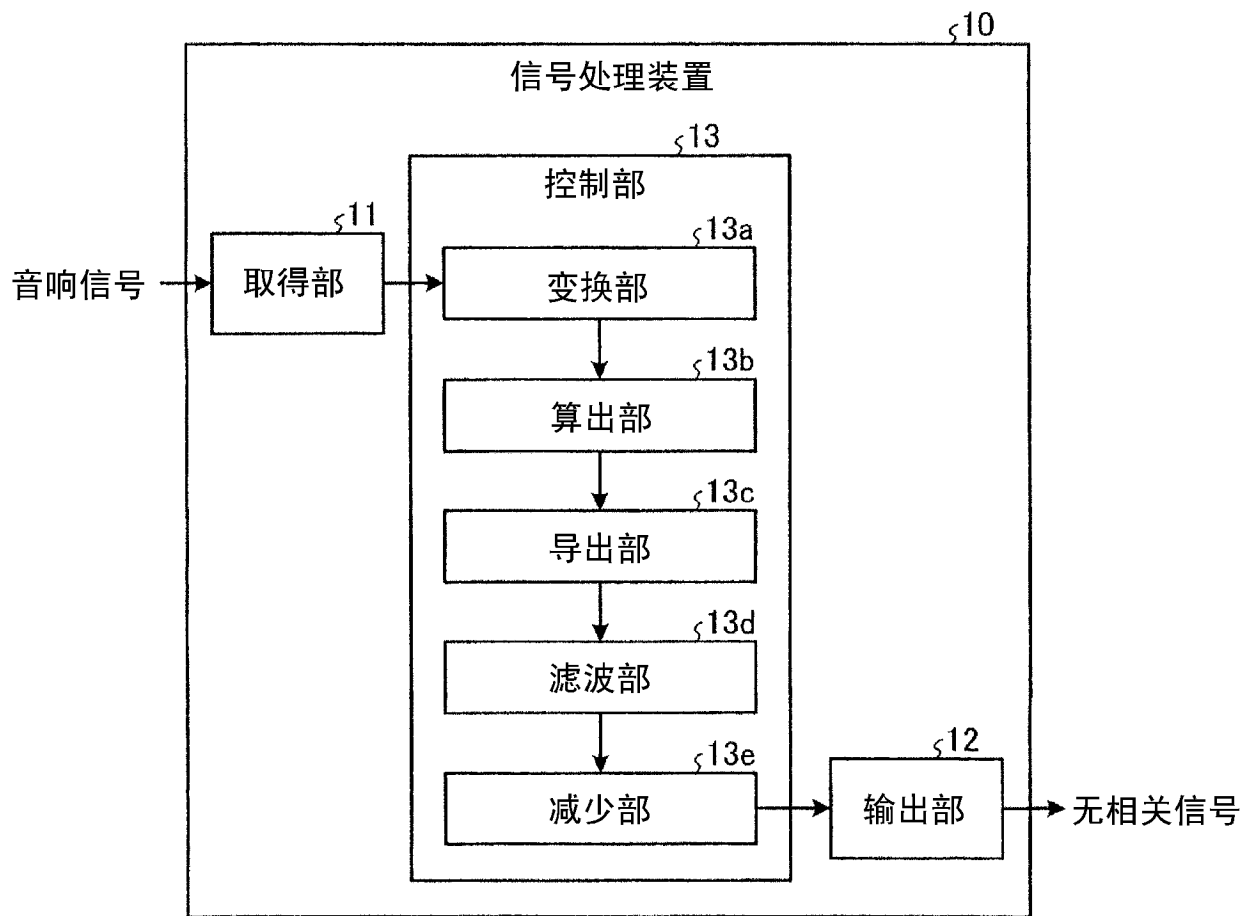 10
信号处理装置
13
控制部
11
13a
音响信号
取得部
变换部
13b
算出部
13c
导出部
13d
滤波部
13e
12
减少部
输出部
无相关信号